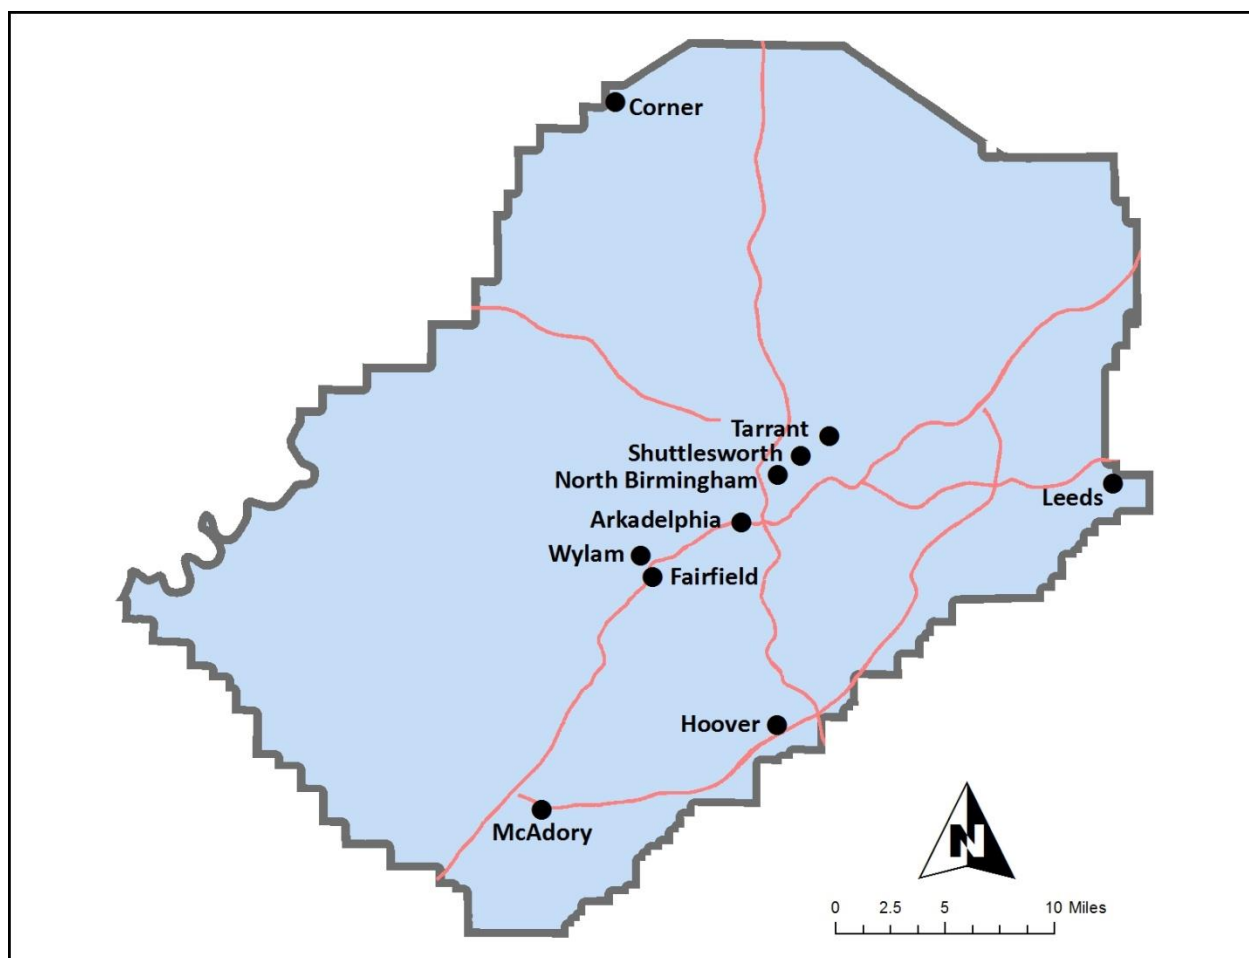 Corner
Tarrant
Shuttlesworth
North Birmingham
Leeds
Arkadelphia
Wylam
Fairfield
Hoover
McAdory
N
0 2.5 5 10 Miles